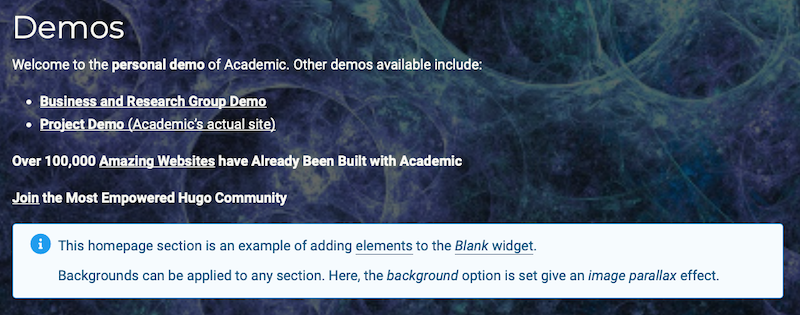 Demos
Welcome to the personal demo of Academic. Other demos available include:
• Business and Research Group Demo
• Project Demo (Academic's actual site)
Over 100,000 Amazing Websites have Already Been Built with Academic
Join the Most Empowered Hugo Community
This homepage section is an example of adding elements to the Blank widget.
Backgrounds can be applied to any section. Here, the background option is set give an image parallax effect.